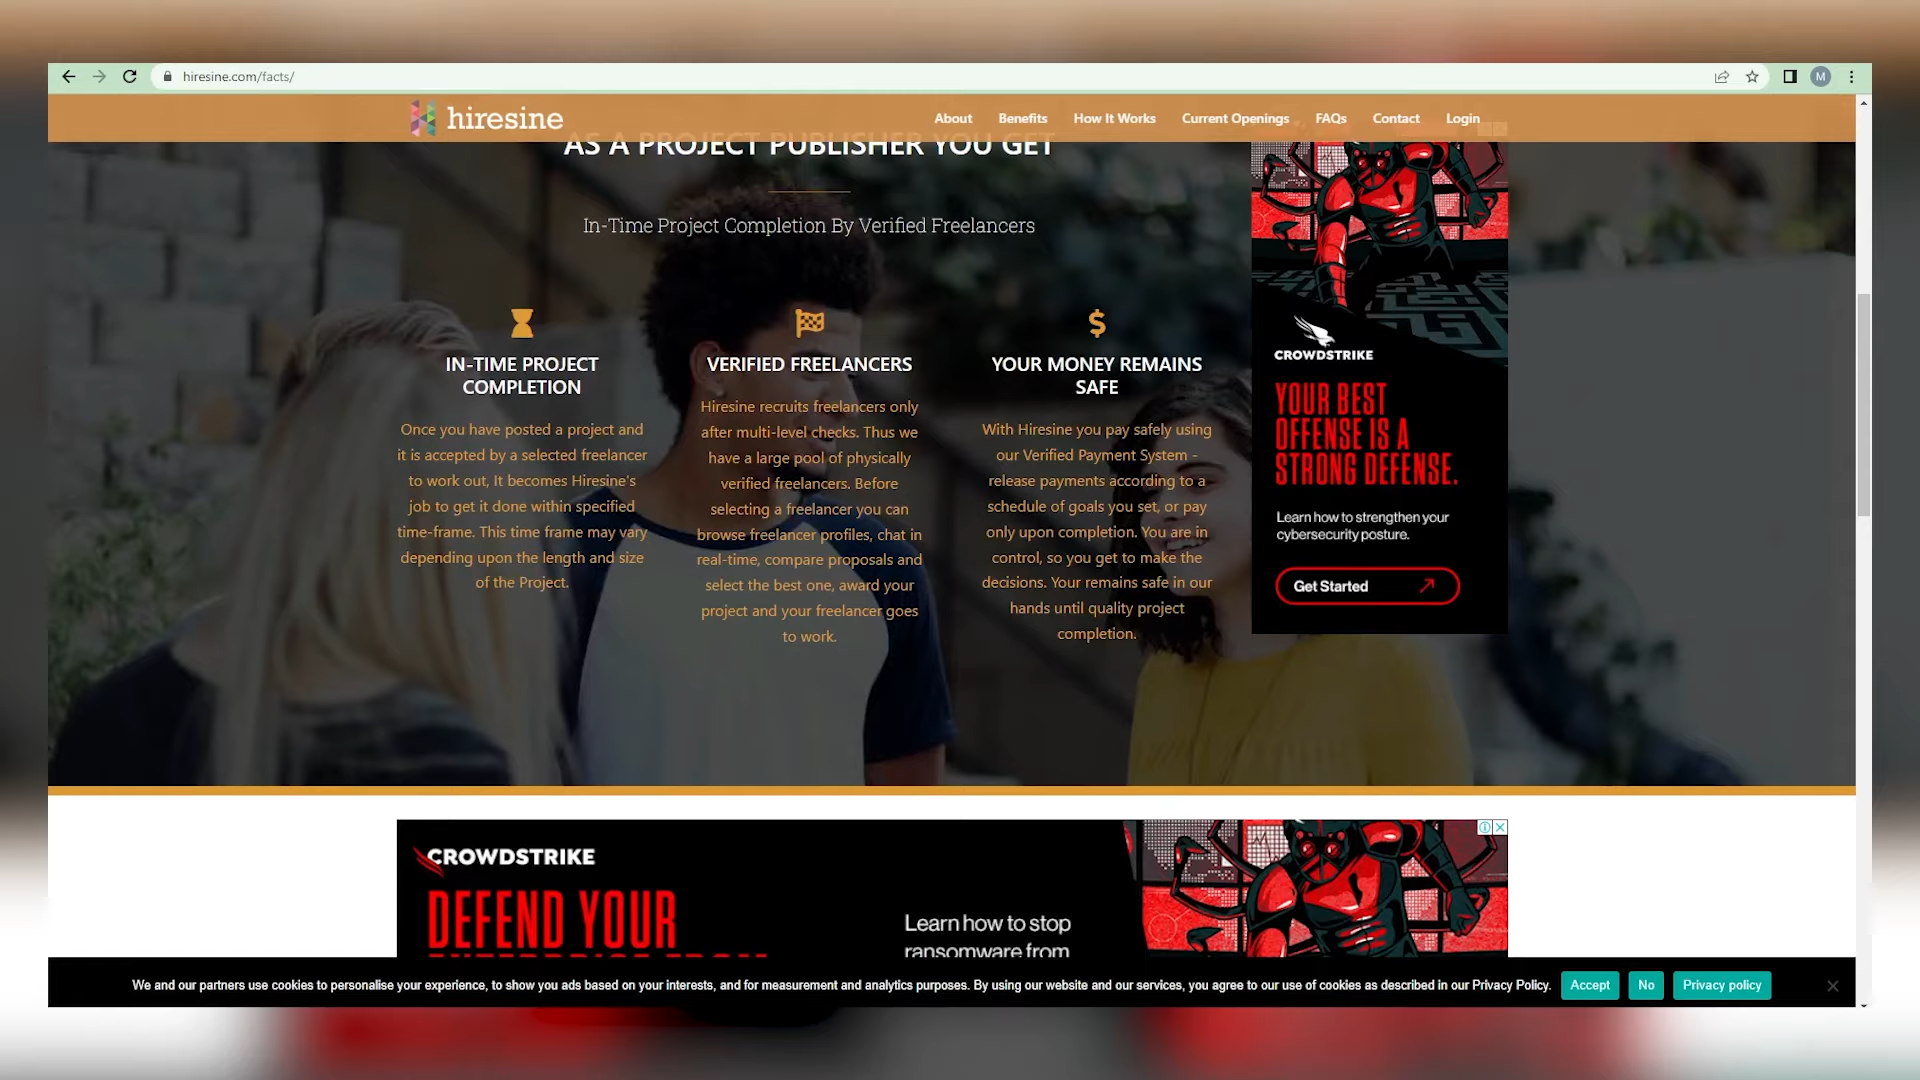 hiresine.com/facts/
M
hiresine
About
Benefits
How It Works
Current Openings
FAQs
Contact
Login
AS A PROJECT PUBLISHER YOU GET
In-Time Project Completion By Verified Freelancers
IN-TIME PROJECT
COMPLETION
Once you have posted a project and
it is accepted by a selected freelancer
to work out, It becomes Hiresine's
job to get it done within specified
time-frame. This time frame may vary
depending upon the length and size
of the Project.
VERIFIED FREELANCERS
Hiresine recruits freelancers only
after multi-level checks. Thus we
have a large pool of physically
verified freelancers. Before
selecting a freelancer you can
browse freelancer profiles, chat in
real-time, compare proposals and
select the best one, award your
project and your freelancer goes
to work.
YOUR MONEY REMAINS
SAFE
With Hiresine you pay safely using
our Verified Payment System -
release payments according to a
schedule of goals you set, or pay
only upon completion. You are in
control, so you get to make the
decisions. Your remains safe in our
hands until quality project
completion.
CROWDSTRIKE
YOUR BEST
OFFENSE IS A
STRONG DEFENSE.
Learn how to strengthen your
cybersecurity posture.
Get Started
CROWDSTRIKE
DEFEND YOUR
ENTERPRISE FROM
Learn how to stop
ransomware from
We and our partners use cookies to personalise your experience, to show you ads based on your interests, and for measurement and analytics purposes. By using our website and our services, you agree to our use of cookies as described in our Privacy Policy.
Accept
No
Privacy policy